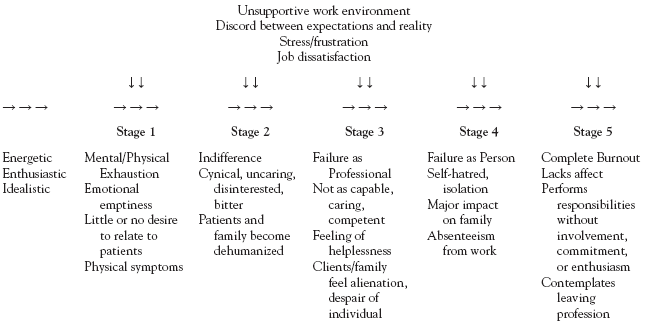 Unsupportive work environment
Discord between expectations and reality
Stress/frustration
Job dissatisfaction
↓↓ ↓↓ ↓↓ ↓↓ ↓↓
→→→ →→→ →→→ →→→ →→→ →→→
Stage 1 Stage 2 Stage 3 Stage 4 Stage 5
Energetic
Enthusiastic
Idealistic
Mental/Physical
Exhaustion
Emotional
emptiness
Little or no desire
to relate to
patients
Physical symptoms
Indifference
Cynical, uncaring,
disinterested,
bitter
Patients and
family become
dehumanized
Failure as
Professional
Not as capable,
caring,
competent
Feeling of
helplessness
Clients/family
feel alienation,
despair of
individual
Failure as Person
Self-hatred,
isolation
Major impact
on family
Absenteeism
from work
Complete Burnout
Lacks affect
Performs
responsibilities
without
involvement,
commitment,
or enthusiasm
Contemplates
leaving
profession